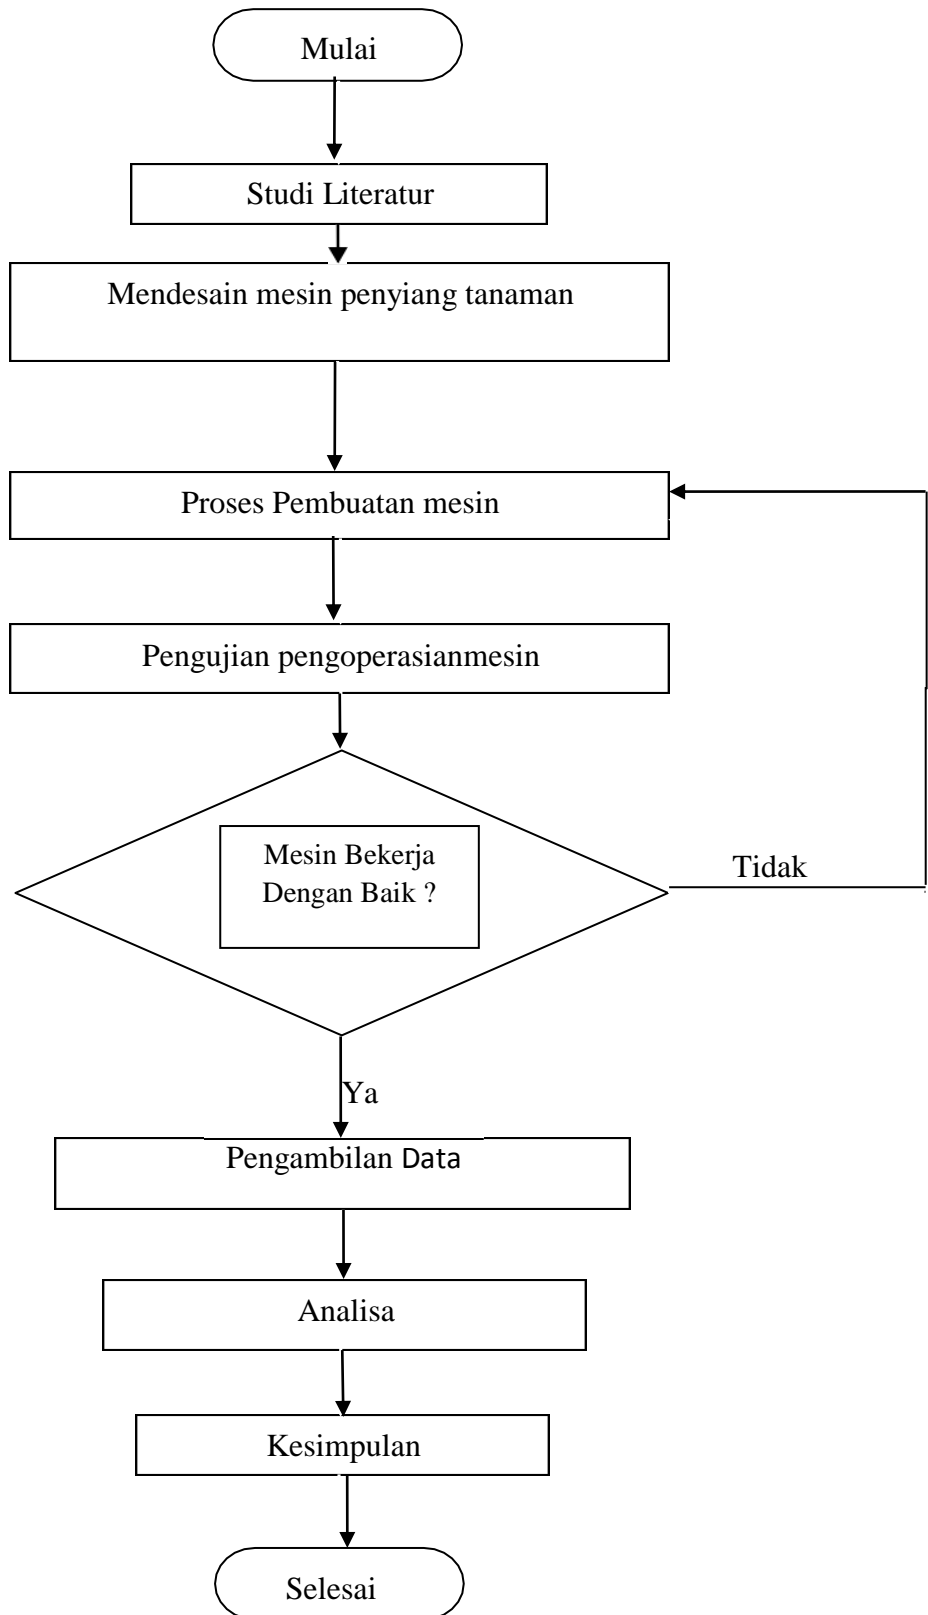 Mulai
Studi Literatur
Mendesain mesin penyiang tanaman
Proses Pembuatan mesin
Pengujian pengoperasianmesin
Mesin Bekerja
Dengan Baik ?
Tidak
Ya
Pengambilan Data
Analisa
Kesimpulan
Selesai